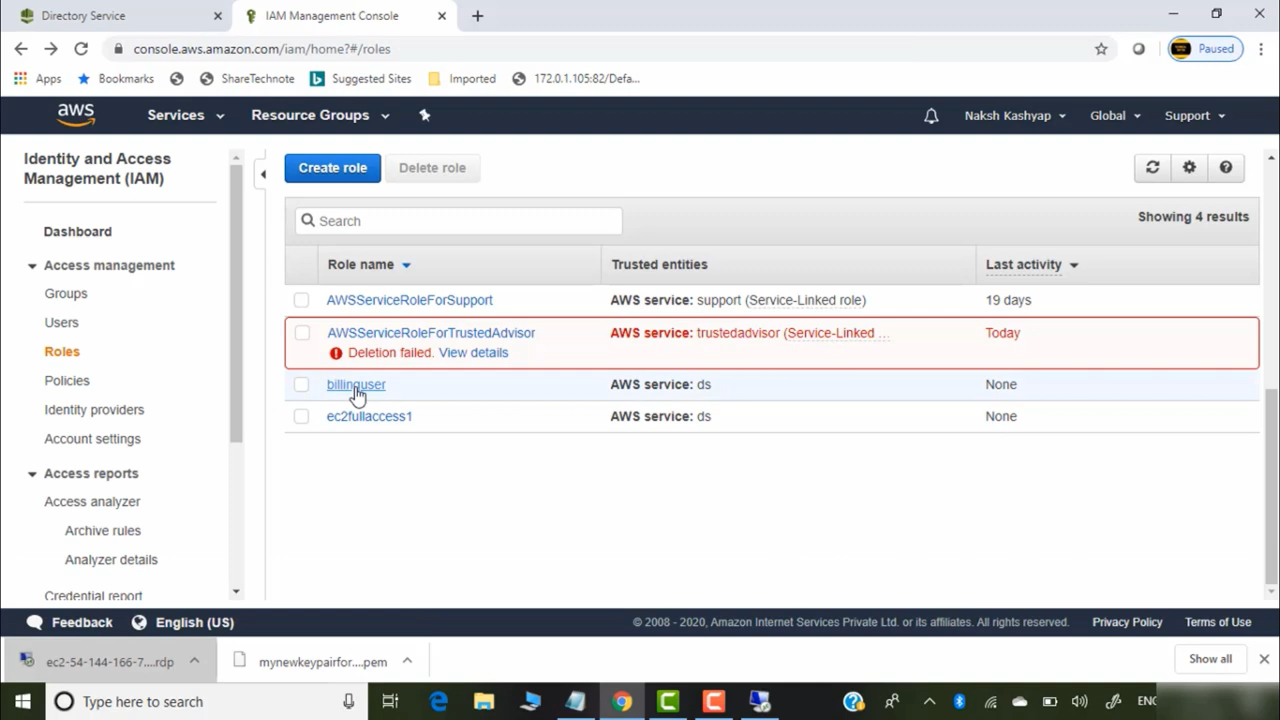 Directory Service
IAM Management Console
console.aws.amazon.com/iam/home?#/roles
Paused
Apps
Bookmarks
ShareTechnote
Suggested Sites
Imported
172.0.1.105:82/Defa...
aws
Services
Resource Groups
Naksh Kashyap
Global
Support
Identity and Access
Management (IAM)
Dashboard
Access management
Groups
Users
Roles
Policies
Identity providers
Account settings
Access reports
Access analyzer
Archive rules
Analyzer details
Credential report
Create role
Delete role
Search
Showing 4 results
Role name
Trusted entities
Last activity
AWSServiceRoleForSupport
AWS service: support (Service-Linked role)
19 days
AWSServiceRoleForTrustedAdvisor
AWS service: trustedadvisor (Service-Linked ...
Today
Deletion failed. View details
billinguser
AWS service: ds
None
ec2fullaccess1
AWS service: ds
None
Feedback
English (US)
© 2008 - 2020, Amazon Internet Services Private Ltd. or its affiliates. All rights reserved.
Privacy Policy
Terms of Use
ec2-54-144-166-7....rdp
mynewkeypairfor....pem
Show all
Type here to search
ENG